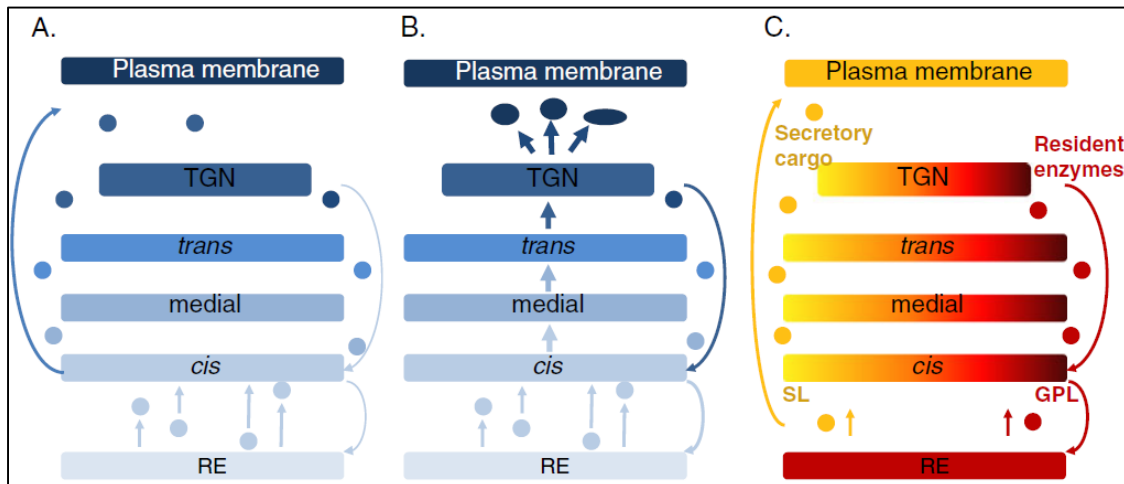 A.
Plasma membrane
TGN
trans
medial
cis
RE
B.
Plasma membrane
TGN
trans
medial
cis
RE
C.
Plasma membrane
Secretory
cargo
Resident
enzymes
TGN
trans
medial
cis
SL
GPL
RE